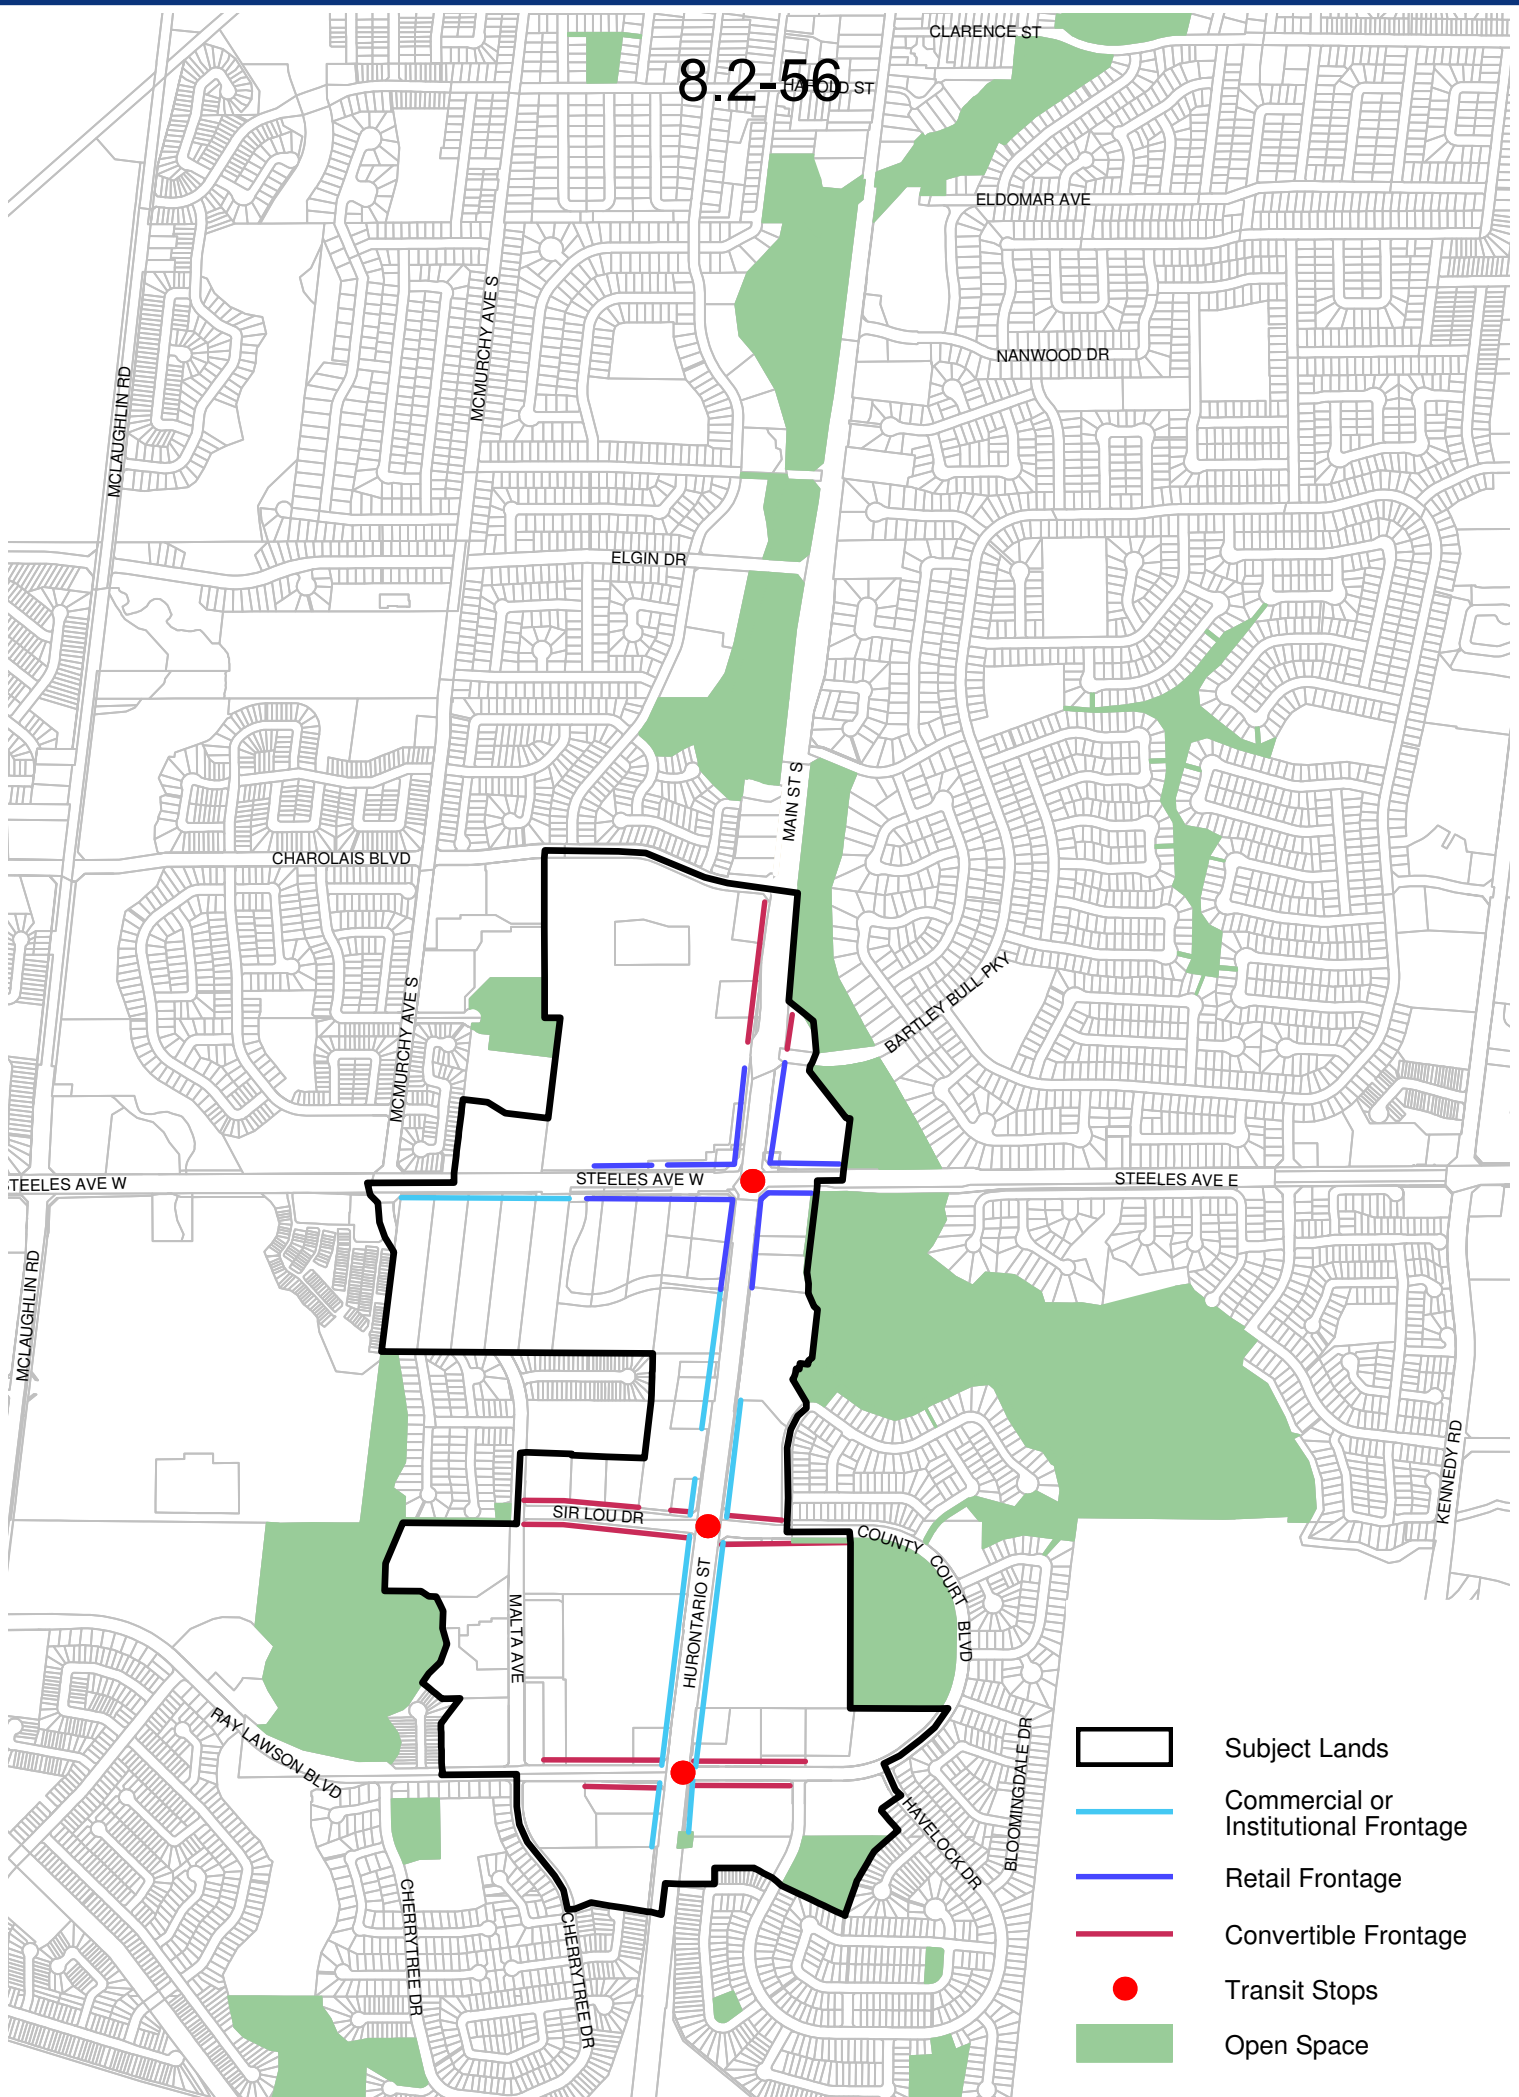 CLARENCE ST
8.2-56
HAROLD ST
ELDOMAR AVE
MCMURCHY AVE S
NANWOOD DR
MCLAUGHLIN RD
ELGIN DR
MAIN ST S
CHAROLAIS BLVD
BARTLEY BULL PKY
MCMURCHY AVE S
STEELES AVE W
STEELES AVE W
STEELES AVE E
MCLAUGHLIN RD
KENNEDY RD
SIR LOU DR
COUNTY COURT BLVD
HURONTARIO ST
MALTA AVE
RAY LAWSON BLVD
BLOOMINGDALE DR
HAVELOCK DR
CHERRYTREE DR
CHERRYTREE DR
Subject Lands
Commercial or
Institutional Frontage
Retail Frontage
Convertible Frontage
Transit Stops
Open Space